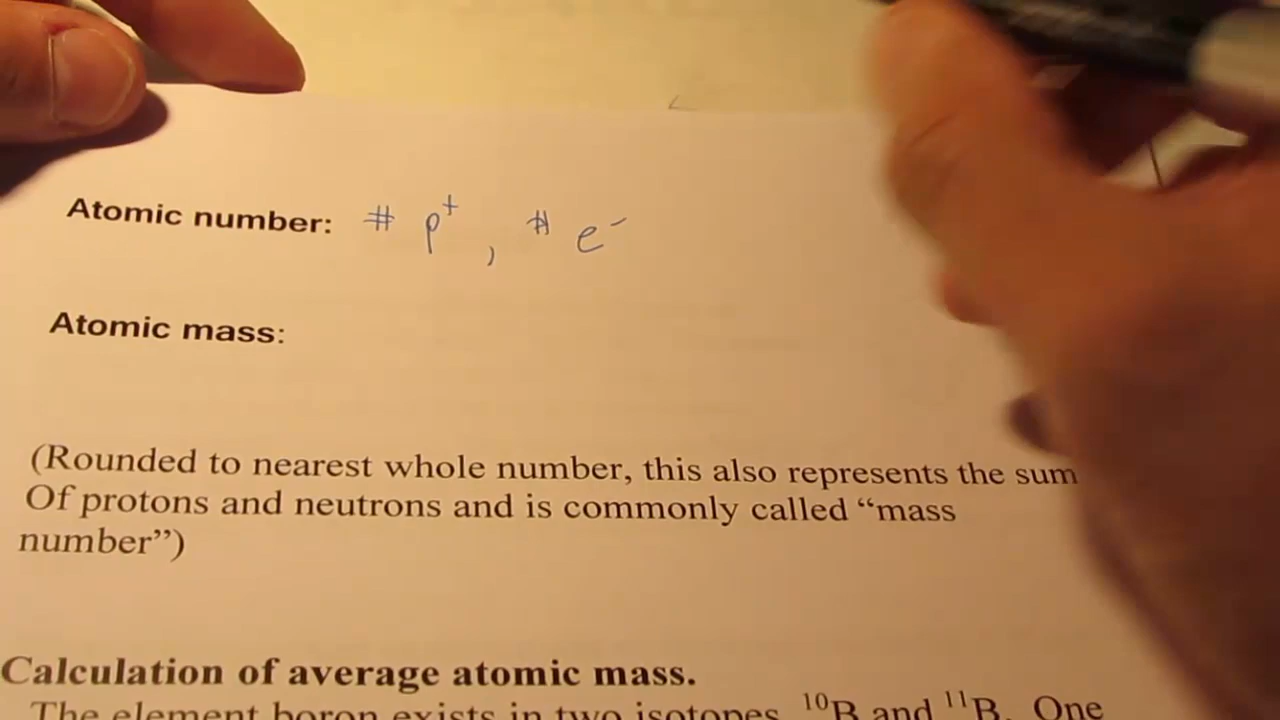 Atomic number: # p⁺, # e⁻
Atomic mass:
(Rounded to nearest whole number, this also represents the sum
Of protons and neutrons and is commonly called “mass
number”)
Calculation of average atomic mass.
The element boron exists in two isotopes, ¹⁰B and ¹¹B. One